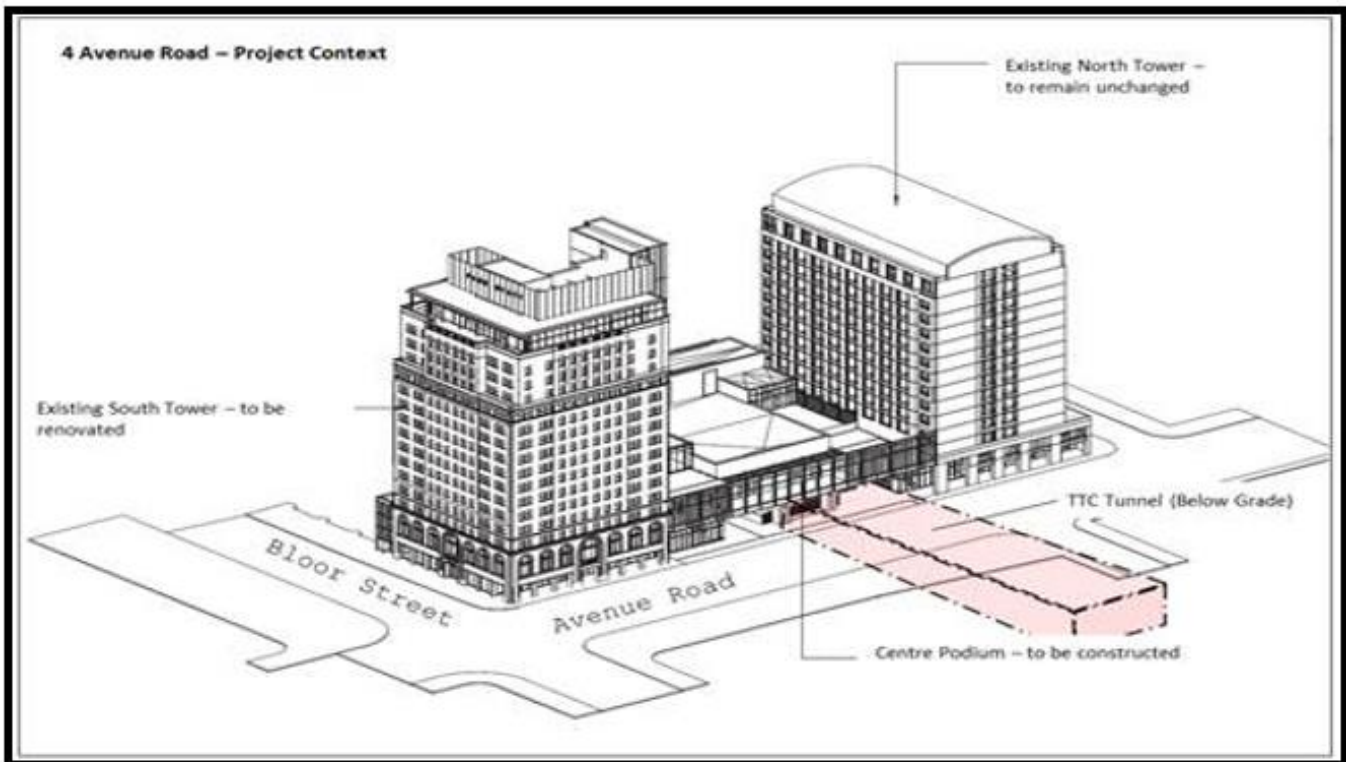 4 Avenue Road – Project Context
Existing North Tower –
to remain unchanged
Existing South Tower – to be
renovated
TTC Tunnel (Below Grade)
Bloor Street
Avenue Road
Centre Podium – to be constructed